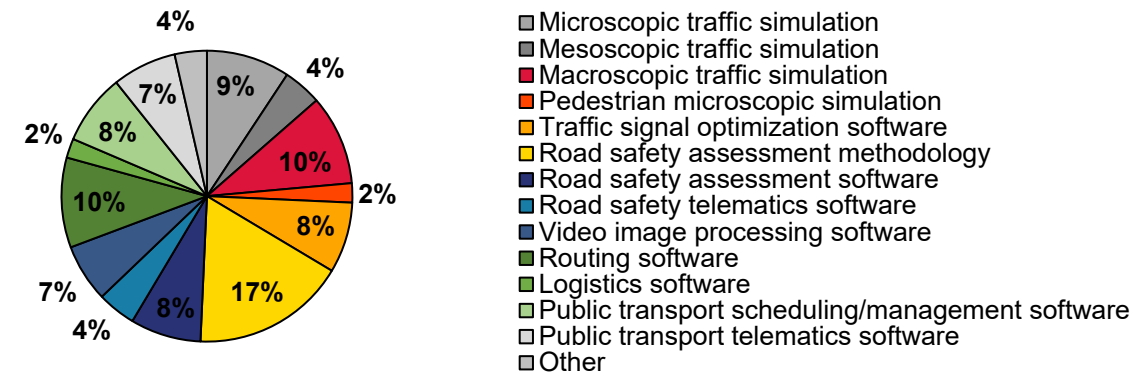 4%
9%
4%
7%
8%
2%
10%
10%
2%
8%
17%
7%
8%
4%
Microscopic traffic simulation
Mesoscopic traffic simulation
Macroscopic traffic simulation
Pedestrian microscopic simulation
Traffic signal optimization software
Road safety assessment methodology
Road safety assessment software
Road safety telematics software
Video image processing software
Routing software
Logistics software
Public transport scheduling/management software
Public transport telematics software
Other